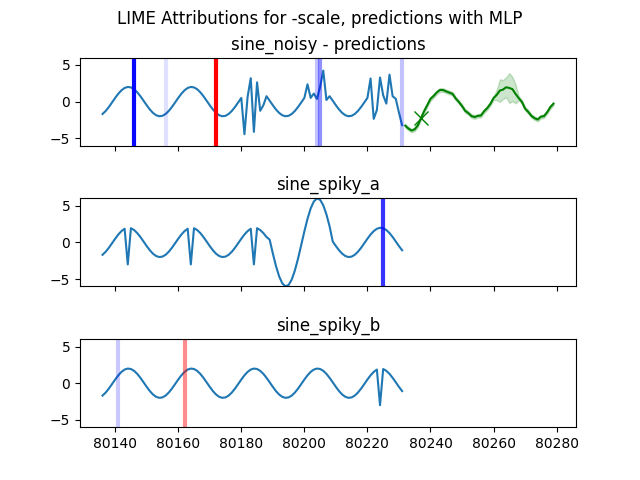 LIME Attributions for -scale, predictions with MLP
sine_noisy - predictions
5
0
−5
sine_spiky_a
5
0
−5
sine_spiky_b
5
0
−5
80140 80160 80180 80200 80220 80240 80260 80280